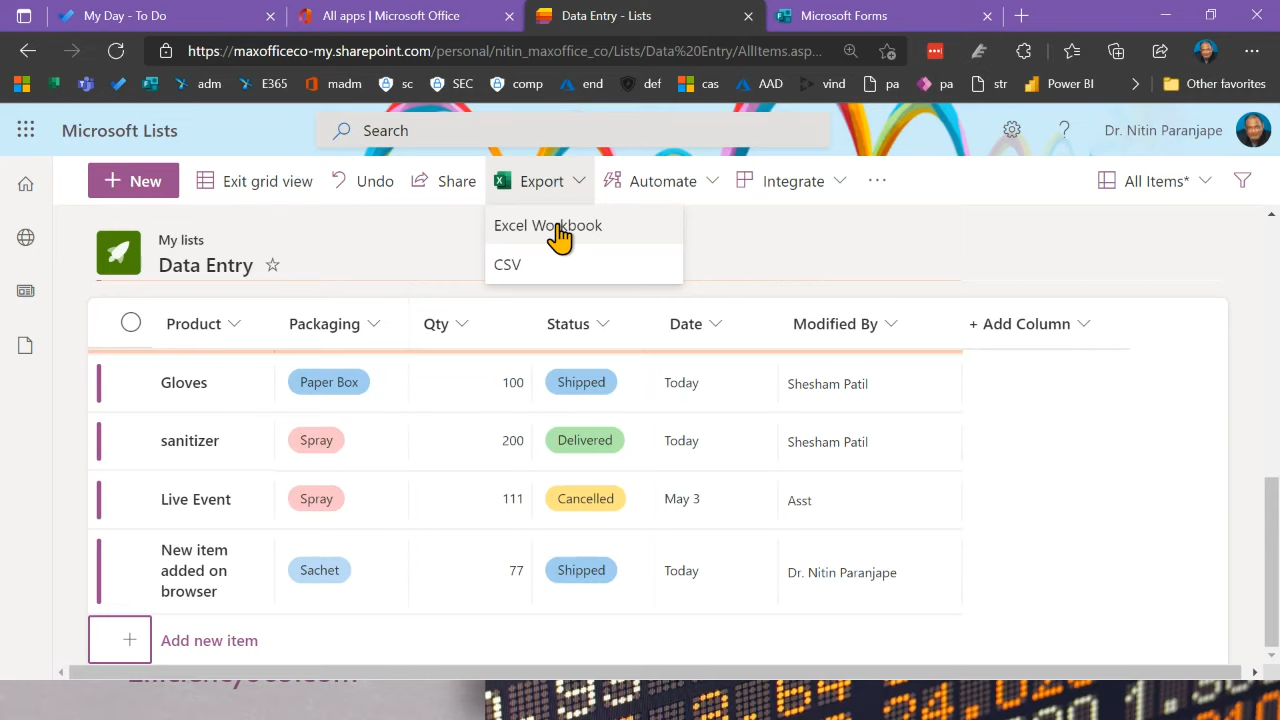 My Day - To Do
All apps | Microsoft Office
Data Entry - Lists
Microsoft Forms
https://maxofficeco-my.sharepoint.com/personal/nitin_maxoffice_co/Lists/Data%20Entry/AllItems.asp...
adm
E365
madm
sc
SEC
comp
end
def
cas
AAD
vind
pa
pa
str
Power BI
Other favorites
Microsoft Lists
Search
Dr. Nitin Paranjape
New
Exit grid view
Undo
Share
Export
Automate
Integrate
All Items*
Excel Workbook
CSV
My lists
Data Entry
Product
Packaging
Qty
Status
Date
Modified By
+ Add Column
Gloves
Paper Box
100
Shipped
Today
Shesham Patil
sanitizer
Spray
200
Delivered
Today
Shesham Patil
Live Event
Spray
111
Cancelled
May 3
Asst
New item
added on
browser
Sachet
77
Shipped
Today
Dr. Nitin Paranjape
Add new item